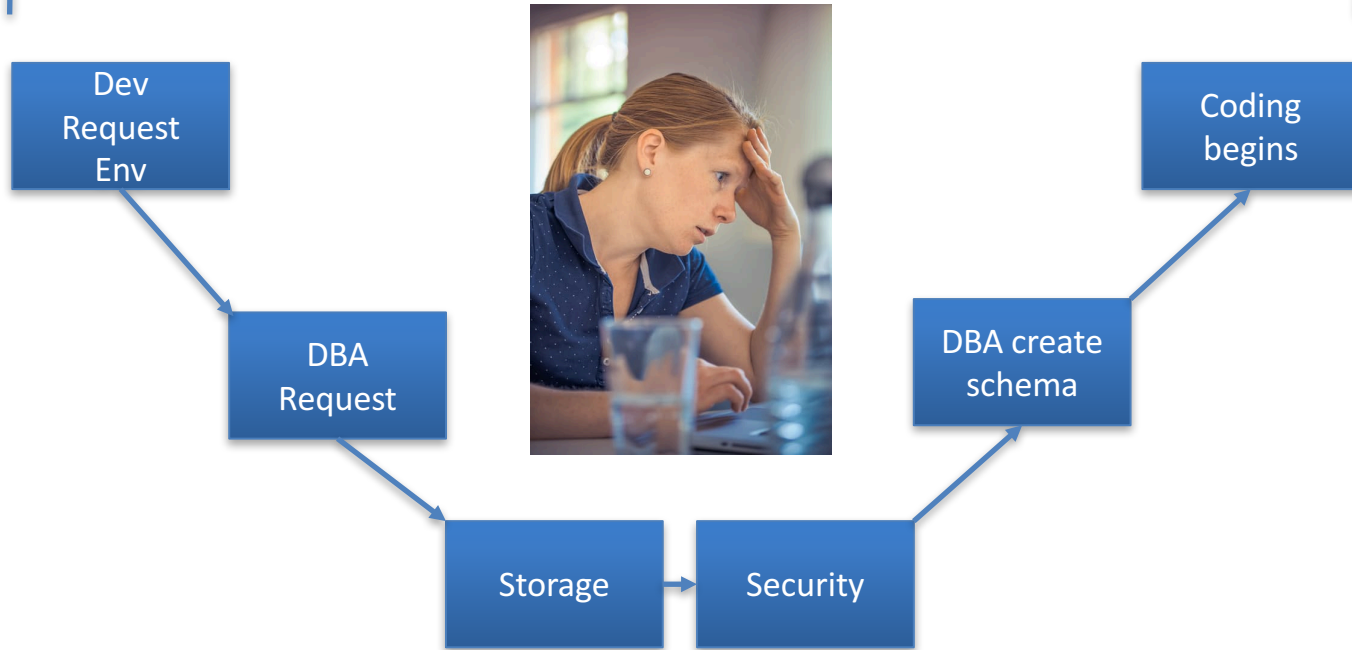 Dev
Request
Env
DBA
Request
Storage
Security
DBA create
schema
Coding
begins